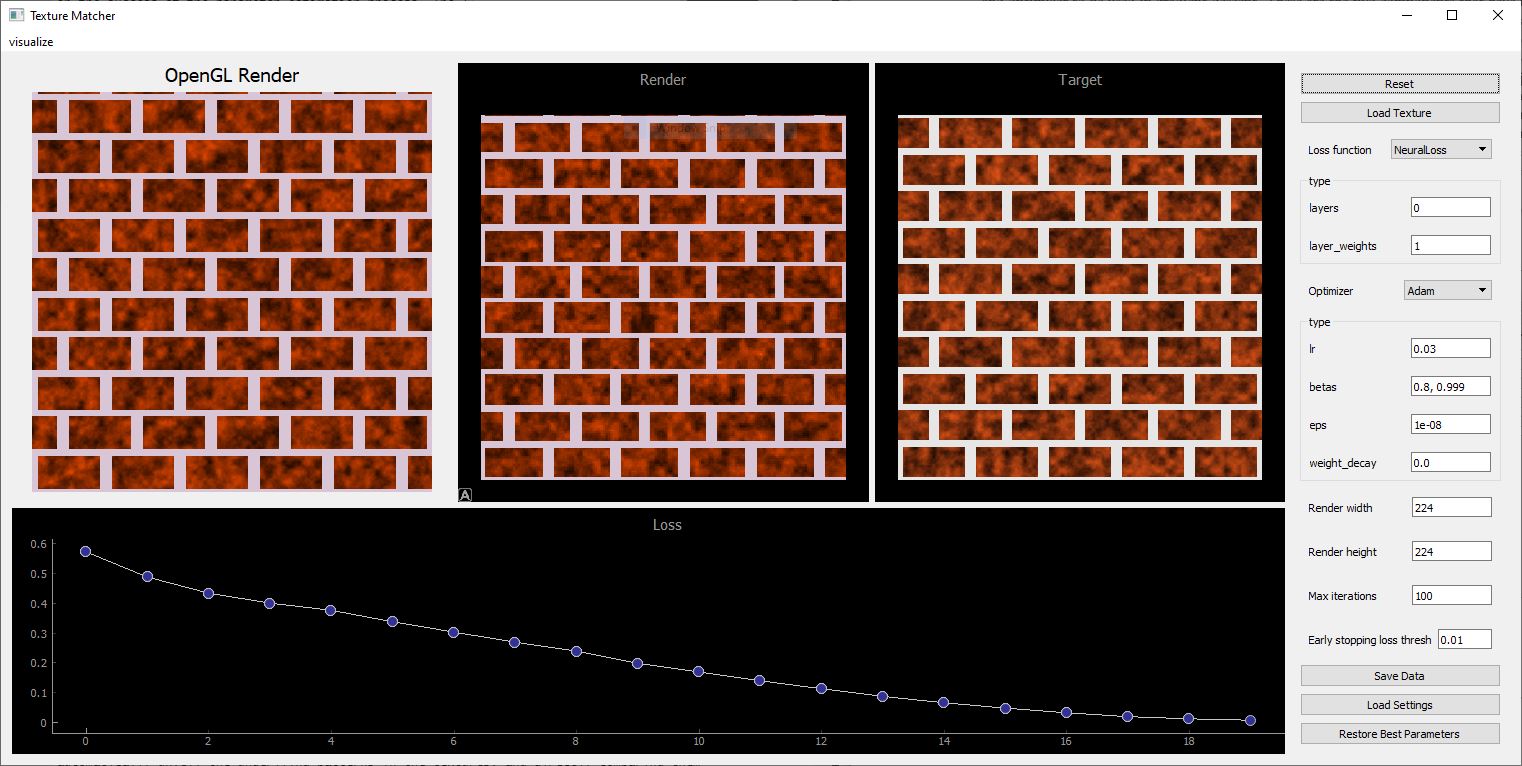 Texture Matcher
visualize
OpenGL Render
Render
Target
A
Loss
0.6
0.5
0.4
0.3
0.2
0.1
0
0 2 4 6 8 10 12 14 16 18
Reset
Load Texture
Loss function NeuralLoss
type
layers 0
layer_weights 1
Optimizer Adam
type
lr 0.03
betas 0.8, 0.999
eps 1e-08
weight_decay 0.0
Render width 224
Render height 224
Max iterations 100
Early stopping loss thresh 0.01
Save Data
Load Settings
Restore Best Parameters